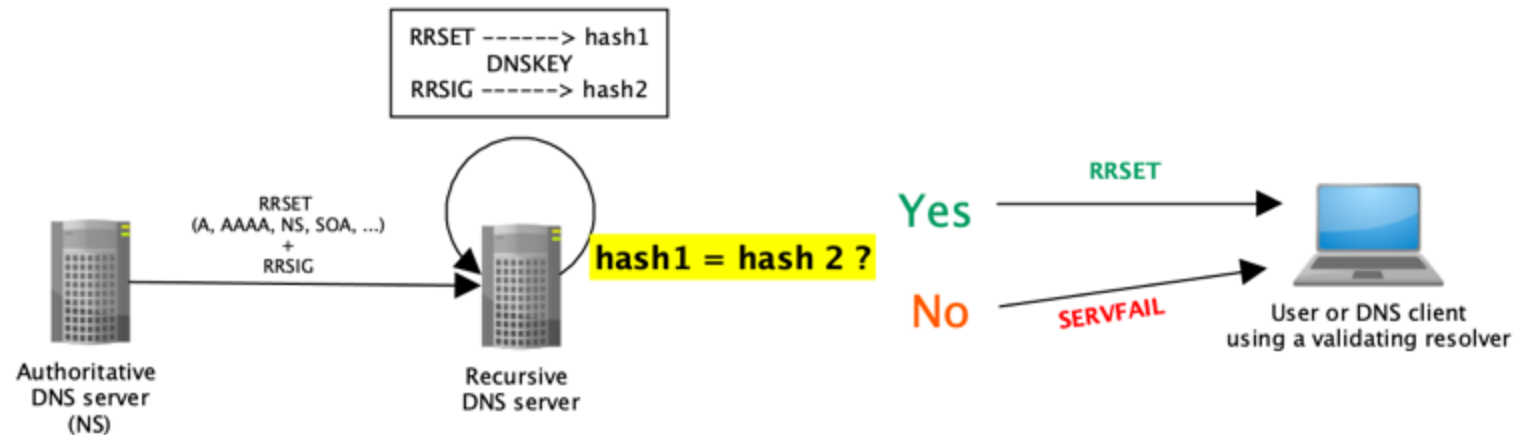 RRSET ------> hash1
DNSKEY
RRSIG ------> hash2
RRSET
(A, AAAA, NS, SOA, ...)
+
RRSIG
hash1 = hash 2 ?
Yes
RRSET
No
SERVFAIL
Authoritative
DNS server
(NS)
Recursive
DNS server
User or DNS client
using a validating resolver